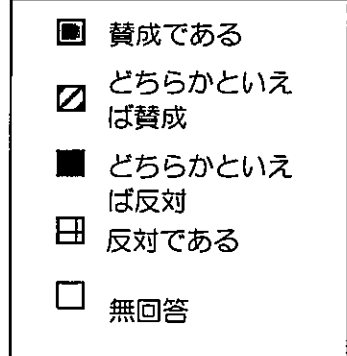 賛成である
どちらかといえ
ば賛成
どちらかといえ
ば反対
反対である
無回答